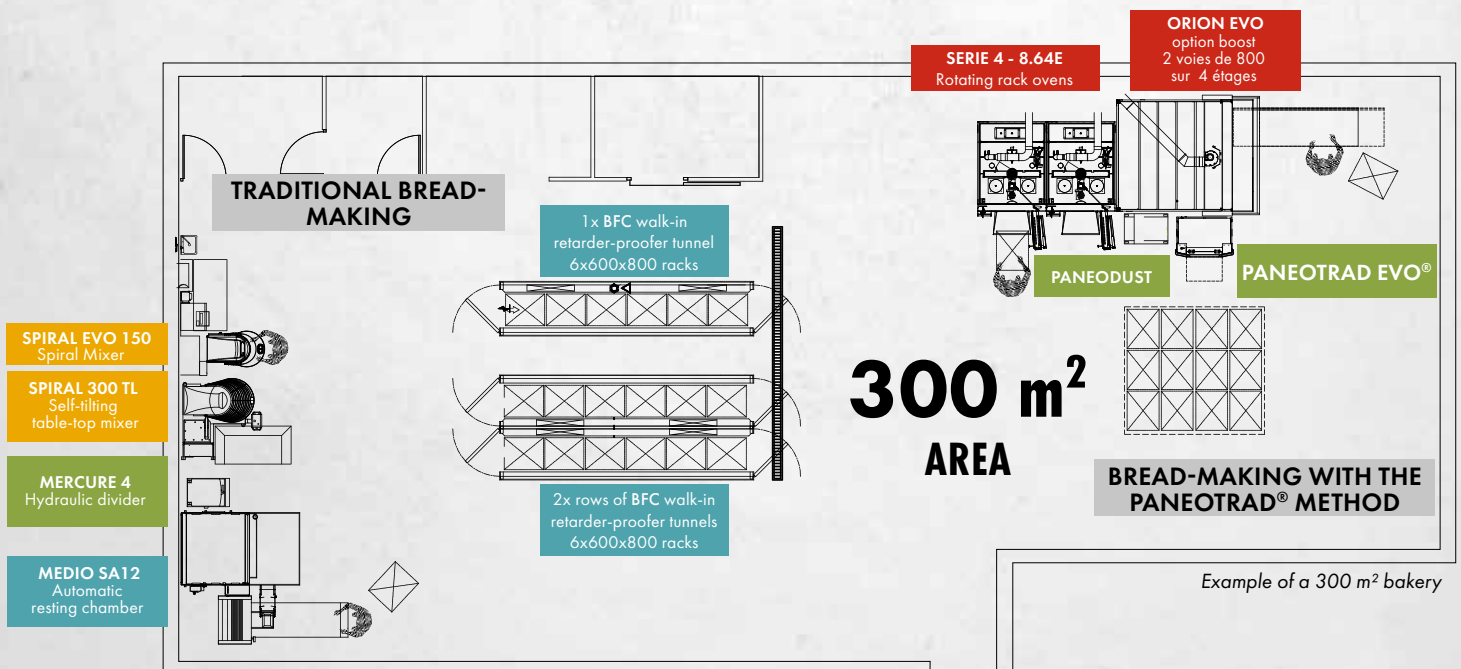 SERIE 4 - 8.64E
Rotating rack ovens
ORION EVO
option boost
2 voies de 800
sur 4 étages
TRADITIONAL BREAD-
MAKING
1x BFC walk-in
retarder-proofer tunnel
6x600x800 racks
PANEODUST
PANEOTRAD EVO®
SPIRAL EVO 150
Spiral Mixer
SPIRAL 300 TL
Self-tilting
table-top mixer
MERCURE 4
Hydraulic divider
MEDIO SA12
Automatic
resting chamber
2x rows of BFC walk-in
retarder-proofer tunnels
6x600x800 racks
300 m²
AREA
BREAD-MAKING WITH THE
PANEOTRAD® METHOD
Example of a 300 m² bakery